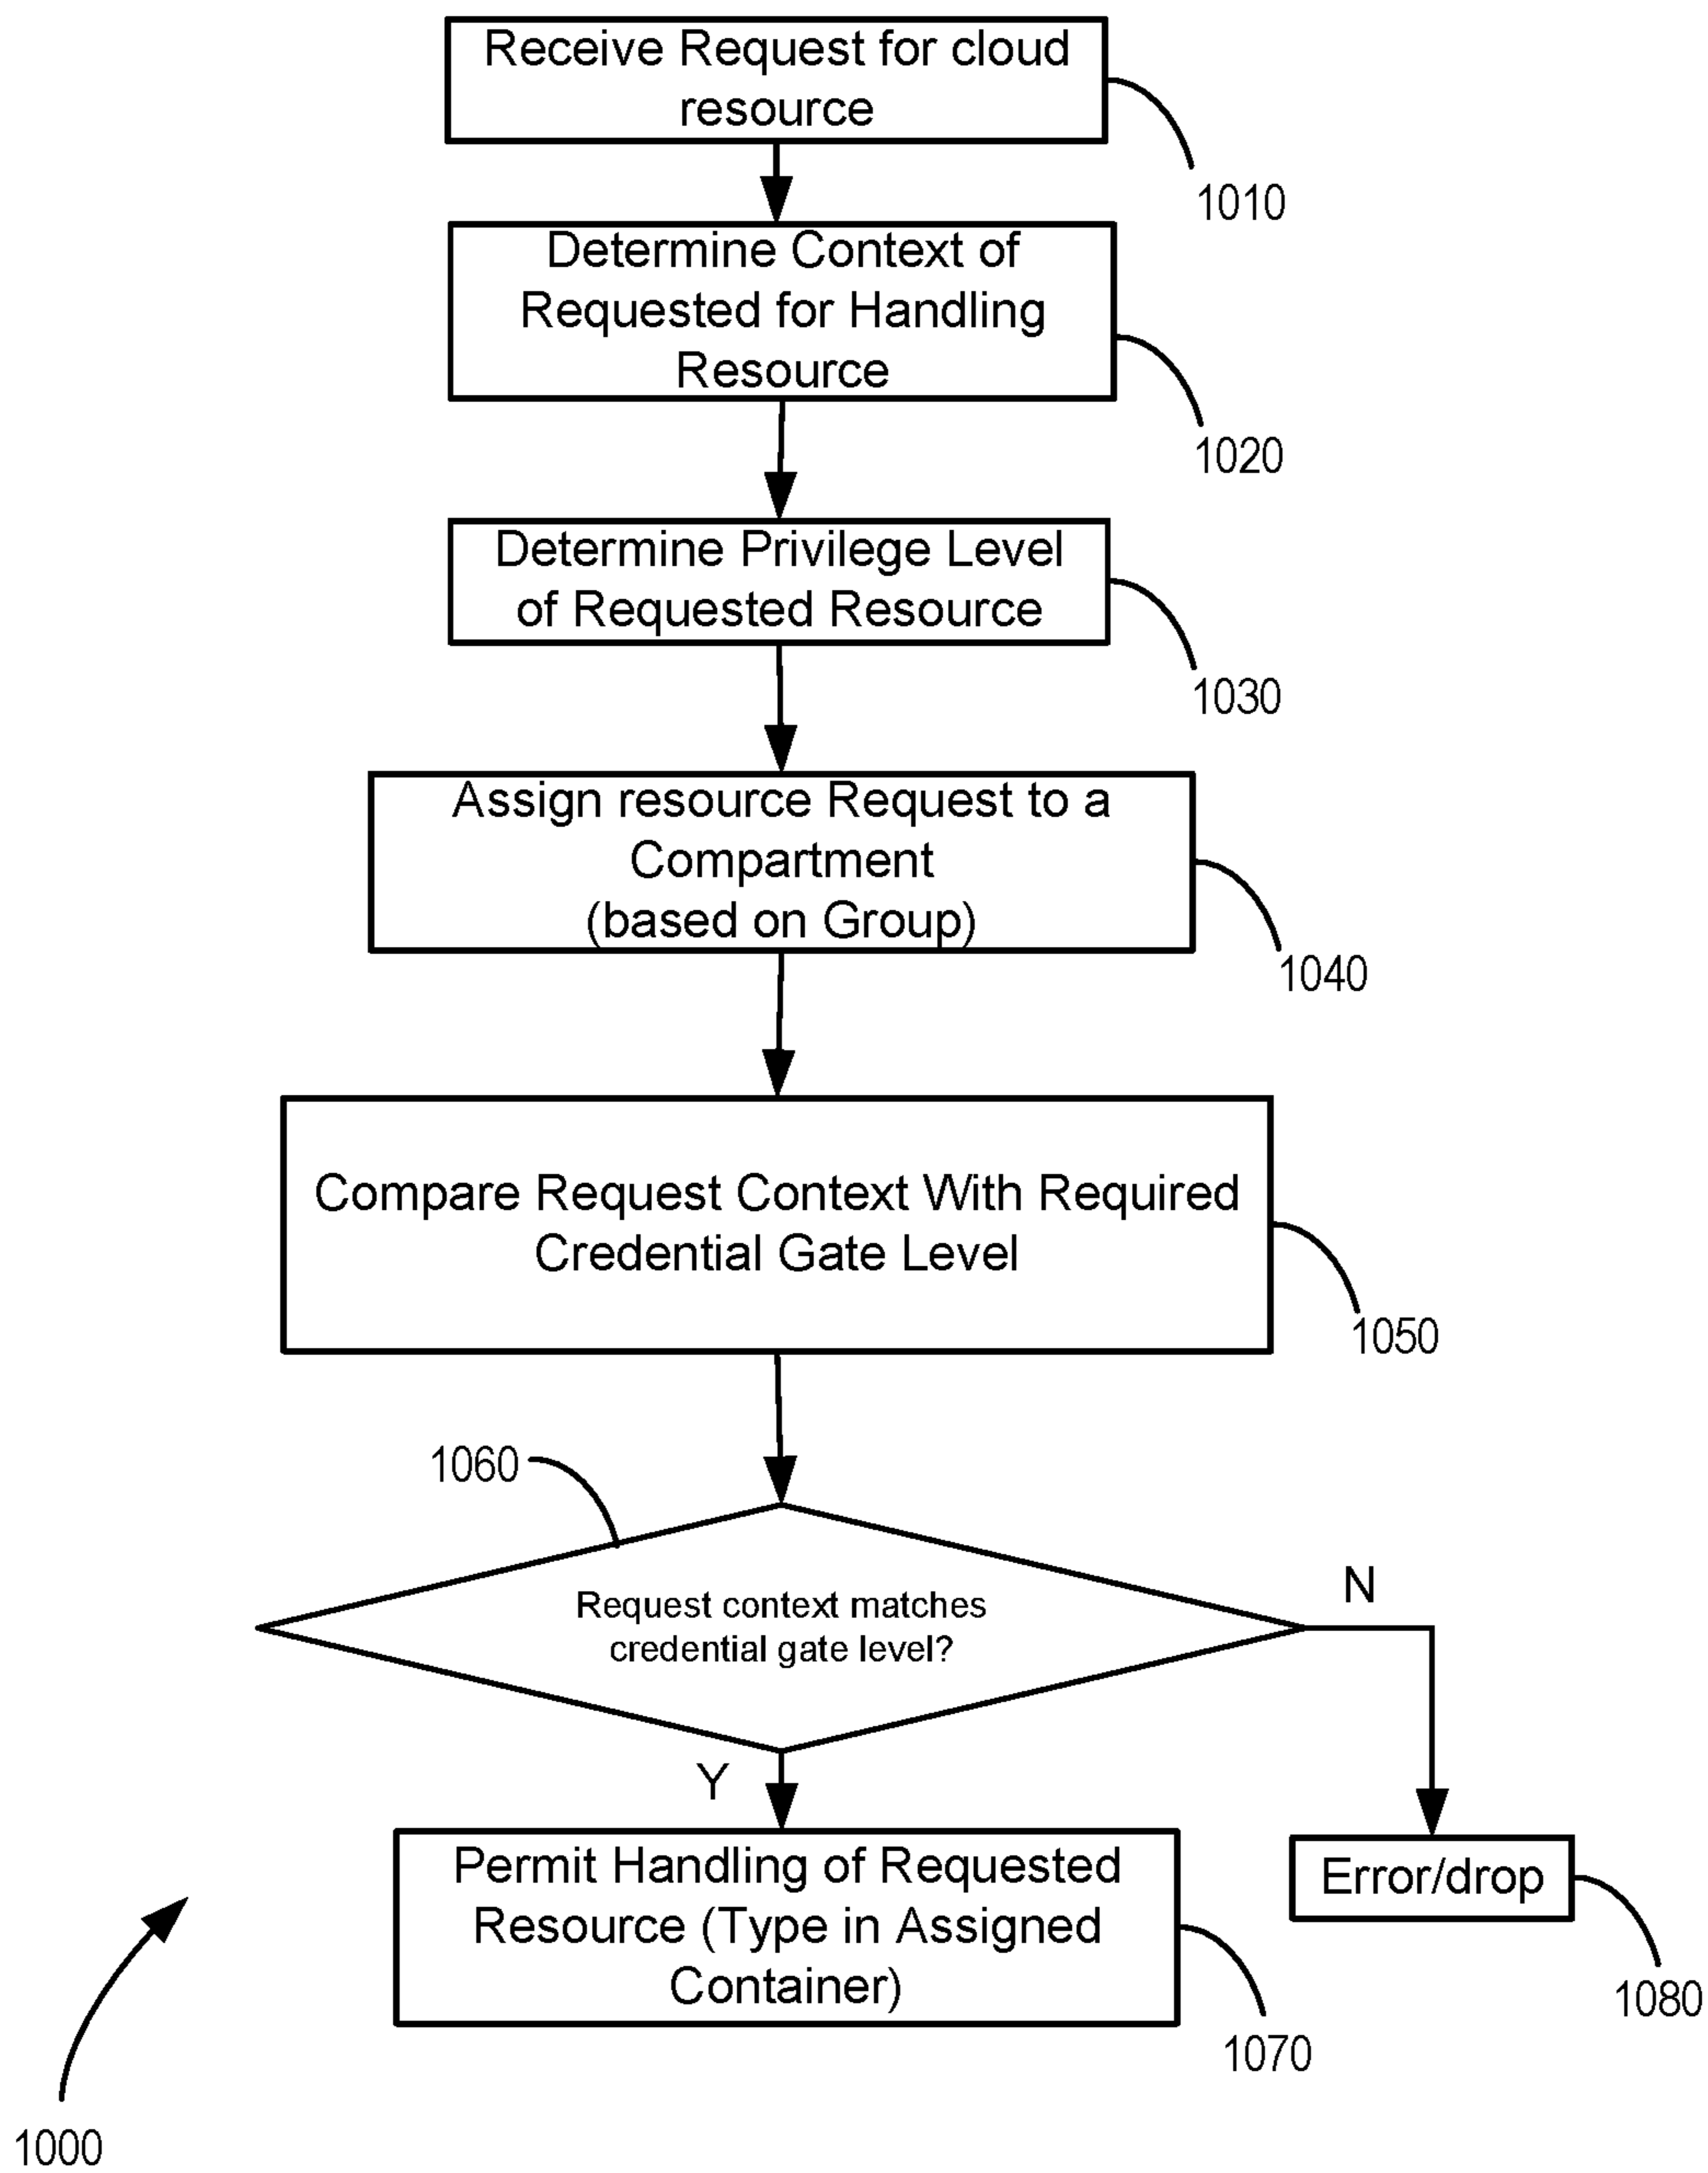 Receive Request for cloud
resource
1010
Determine Context of
Requested for Handling
Resource
1020
Determine Privilege Level
of Requested Resource
1030
Assign resource Request to a
Compartment
(based on Group)
1040
Compare Request Context With Required
Credential Gate Level
1050
1060
Request context matches
credential gate level?
N
Y
Permit Handling of Requested
Resource (Type in Assigned
Container)
1070
Error/drop
1080
1000